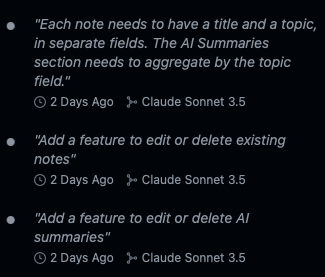 "Each note needs to have a title and a topic,
in separate fields. The AI Summaries
section needs to aggregate by the topic
field."
2 Days Ago Claude Sonnet 3.5
"Add a feature to edit or delete existing
notes"
2 Days Ago Claude Sonnet 3.5
"Add a feature to edit or delete AI
summaries"
2 Days Ago Claude Sonnet 3.5